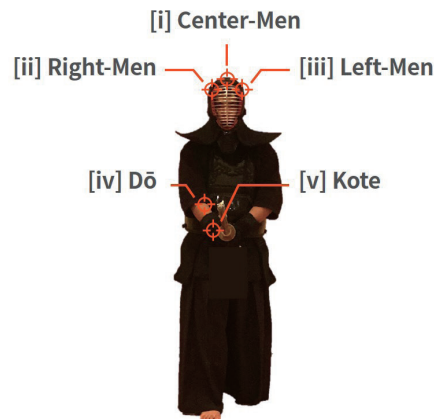 [i] Center-Men
[ii] Right-Men
[iii] Left-Men
[iv] Dō
[v] Kote